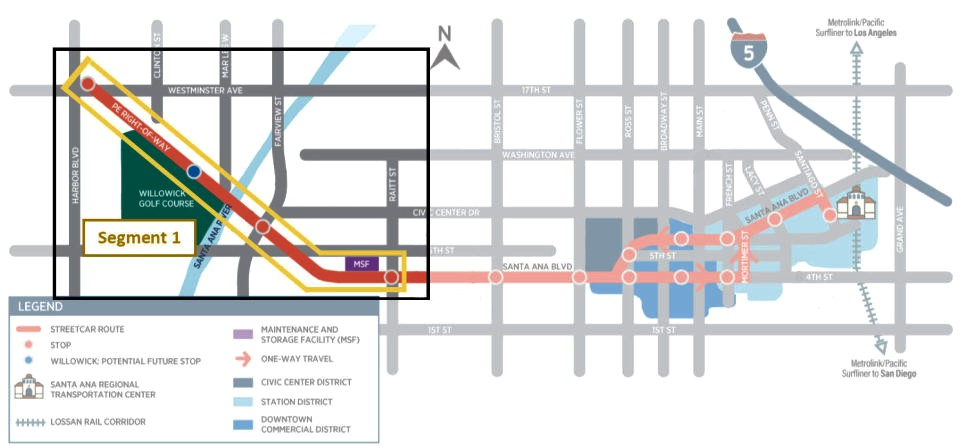 Metrolink/Pacific
Surfliner to Los Angeles
N
5
CLINTON ST
WESTMINSTER AVE
17TH ST
PE RIGHT-OF-WAY
HARBOR BLVD
FAIRVIEW ST
BRISTOL ST
FLOWER ST
ROSS ST
BROADWAY ST
MAIN ST
PENN ST
WASHINGTON AVE
RAITT ST
FRENCH ST
LACY ST
SANTIAGO ST
WILLOWICK
GOLF COURSE
SANTA ANA RIVER
CIVIC CENTER DR
SANTA ANA BLVD
GRAND AVE
Segment 1
TH ST
MSF
5TH ST
MORTIMER ST
SANTA ANA BLVD
4TH ST
1ST ST
1ST ST
Metrolink/Pacific
Surfliner to San Diego
LEGEND
STREETCAR ROUTE
STOP
WILLOWICK: POTENTIAL FUTURE STOP
SANTA ANA REGIONAL
TRANSPORTATION CENTER
LOSSAN RAIL CORRIDOR
MAINTENANCE AND
STORAGE FACILITY (MSF)
ONE-WAY TRAVEL
CIVIC CENTER DISTRICT
STATION DISTRICT
DOWNTOWN
COMMERCIAL DISTRICT